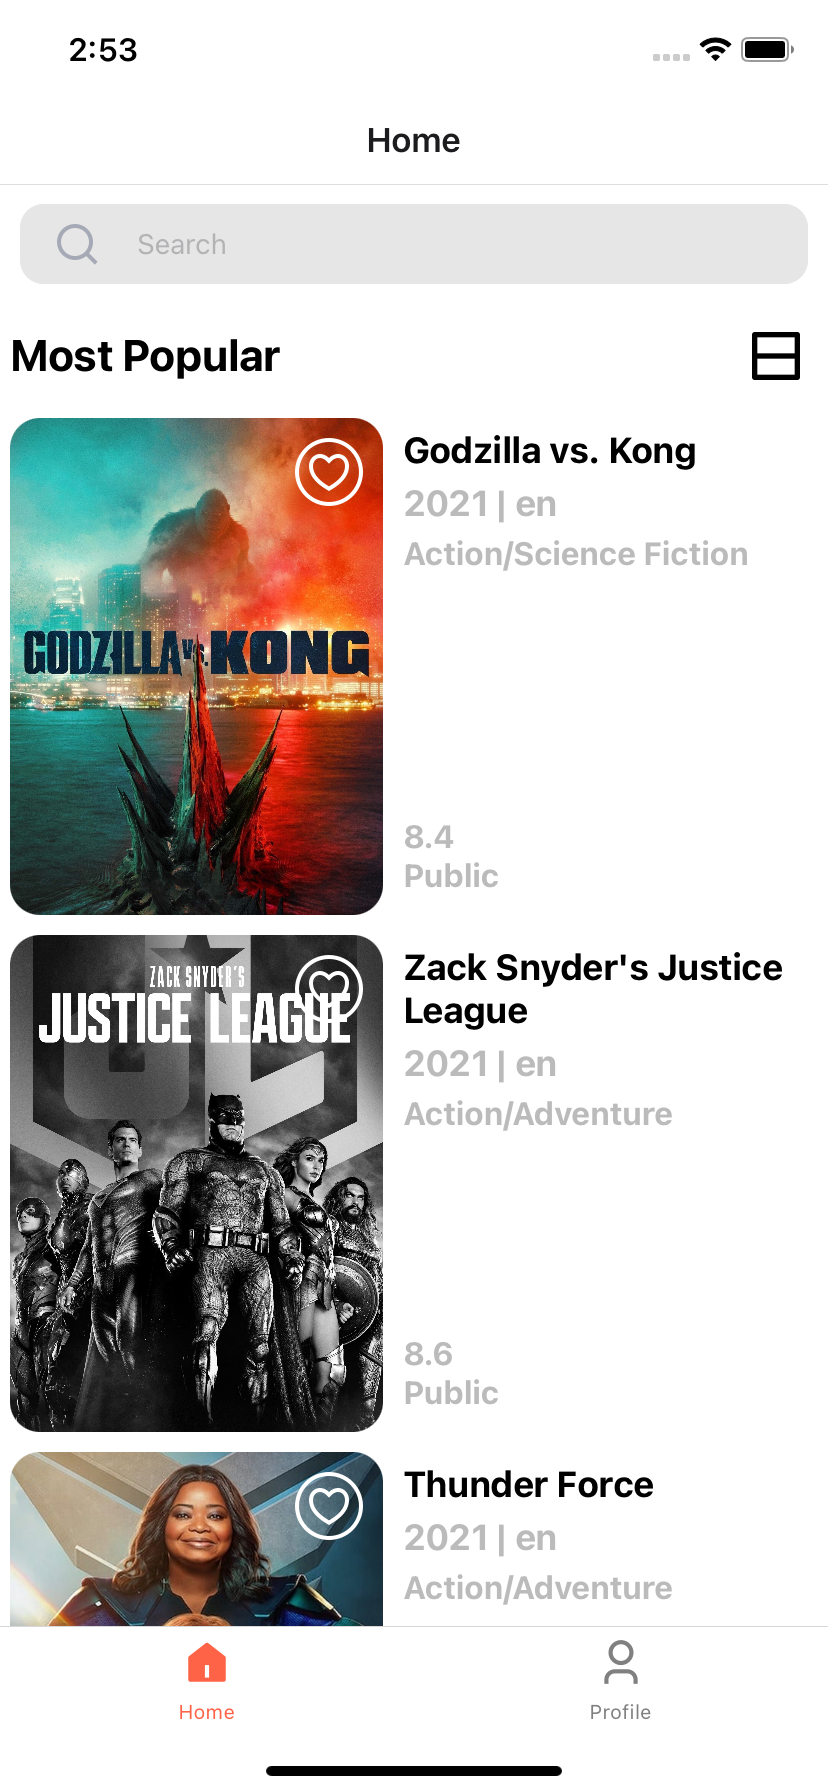 2:53
Home
Search
Most Popular
GODZILLA vs. KONG
Godzilla vs. Kong
2021 | en
Action/Science Fiction
8.4
Public
ZACK SNYDER'S
JUSTICE LEAGUE
Zack Snyder's Justice
League
2021 | en
Action/Adventure
8.6
Public
Thunder Force
2021 | en
Action/Adventure
Home
Profile